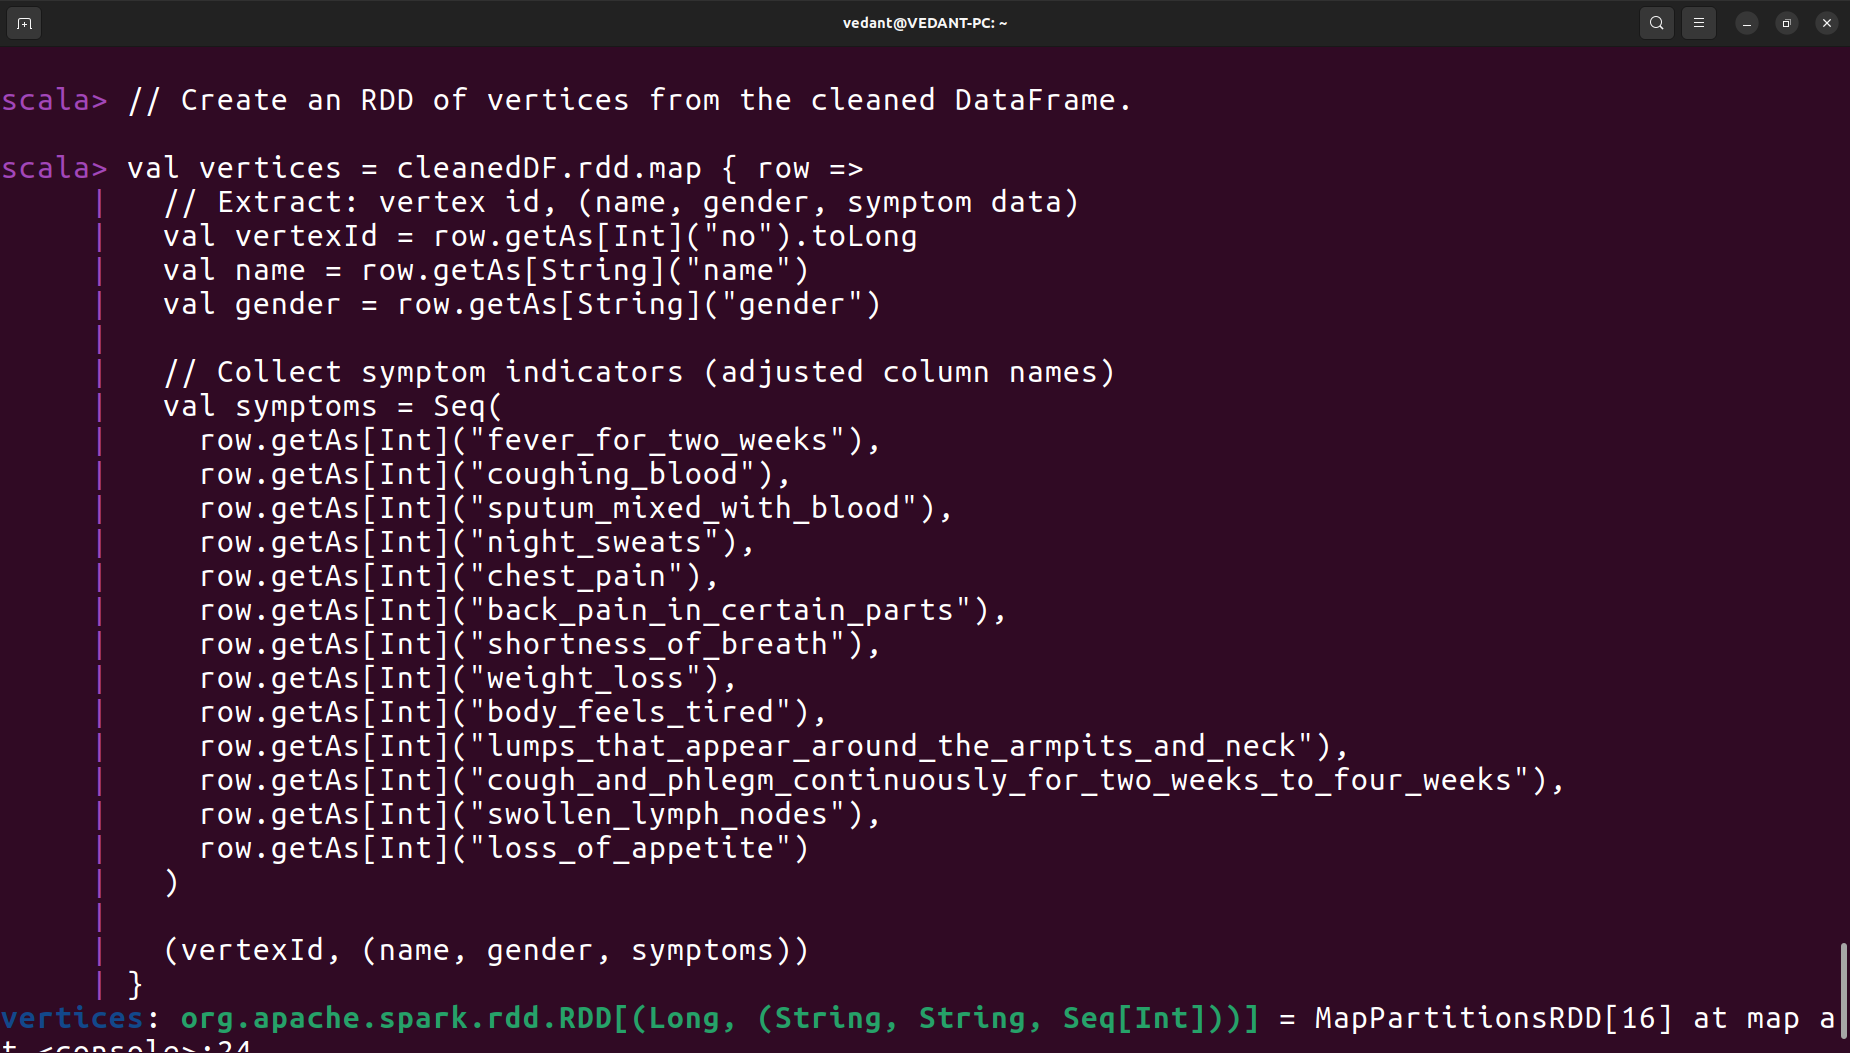 vedant@VEDANT-PC: ~
scala> // Create an RDD of vertices from the cleaned DataFrame.
scala> val vertices = cleanedDF.rdd.map { row =>
     |   // Extract: vertex id, (name, gender, symptom data)
     |   val vertexId = row.getAs[Int]("no").toLong
     |   val name = row.getAs[String]("name")
     |   val gender = row.getAs[String]("gender")
     |
     |   // Collect symptom indicators (adjusted column names)
     |   val symptoms = Seq(
     |     row.getAs[Int]("fever_for_two_weeks"),
     |     row.getAs[Int]("coughing_blood"),
     |     row.getAs[Int]("sputum_mixed_with_blood"),
     |     row.getAs[Int]("night_sweats"),
     |     row.getAs[Int]("chest_pain"),
     |     row.getAs[Int]("back_pain_in_certain_parts"),
     |     row.getAs[Int]("shortness_of_breath"),
     |     row.getAs[Int]("weight_loss"),
     |     row.getAs[Int]("body_feels_tired"),
     |     row.getAs[Int]("lumps_that_appear_around_the_armpits_and_neck"),
     |     row.getAs[Int]("cough_and_phlegm_continuously_for_two_weeks_to_four_weeks"),
     |     row.getAs[Int]("swollen_lymph_nodes"),
     |     row.getAs[Int]("loss_of_appetite")
     |   )
     |
     |   (vertexId, (name, gender, symptoms))
     | }
vertices: org.apache.spark.rdd.RDD[(Long, (String, String, Seq[Int]))] = MapPartitionsRDD[16] at map a
t <console>:24